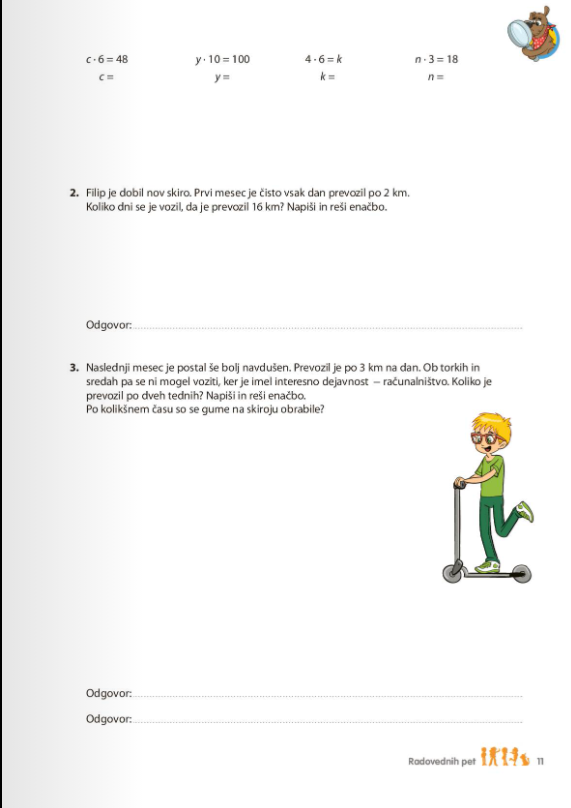 c · 6 = 48 y · 10 = 100 4 · 6 = k n · 3 = 18
c = y = k = n =
2. Filip je dobil nov skiro. Prvi mesec je čisto vsak dan prevozil po 2 km.
Koliko dni se je vozil, da je prevozil 16 km? Napiši in reši enačbo.
Odgovor:
3. Naslednji mesec je postal še bolj navdušen. Prevozil je po 3 km na dan. Ob torkih in
sredah pa se ni mogel voziti, ker je imel interesno dejavnost – računalništvo. Koliko je
prevozil po dveh tednih? Napiši in reši enačbo.
Po kolikšnem času so se gume na skiroju obrabile?
Odgovor:
Odgovor:
Radovednih pet 11